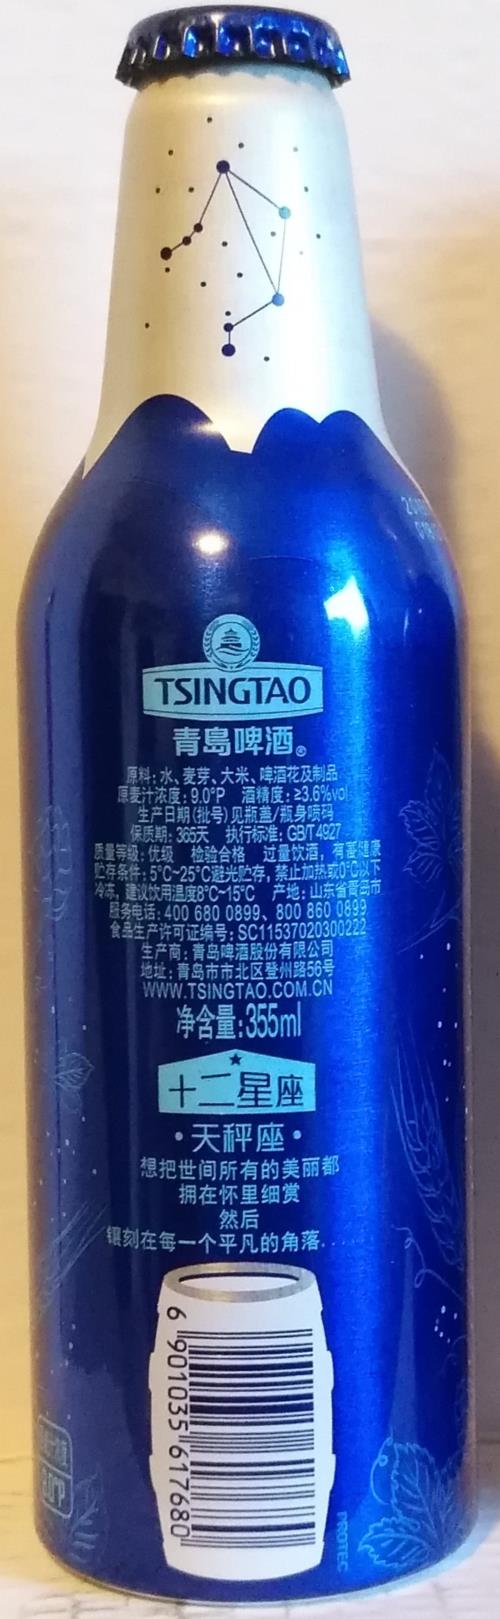 TSINGTAO
青島啤酒®
原料:水、麦芽、大米、啤酒花及制品
原麦汁浓度:9.0°P 酒精度:≥3.6%vol
生产日期(批号)见瓶盖/瓶身喷码
保质期:365天 执行标准:GB/T4927
质量等级:优级 检验合格 过量饮酒,有害健康
贮存条件:5°C~25°C避光贮存,禁止加热或0°C以下
冷冻,建议饮用温度8°C~15°C 产地:山东省青岛市
服务电话:400 680 0899、800 860 0899
食品生产许可证编号:SC11537020300222
生产商:青岛啤酒股份有限公司
地址:青岛市市北区登州路56号
WWW.TSINGTAO.COM.CN
净含量:355ml
十二星座
·天秤座·
想把世间所有的美丽都
拥在怀里细赏
然后
镶刻在每一个平凡的角落......
6 901035 617680
PROTEC